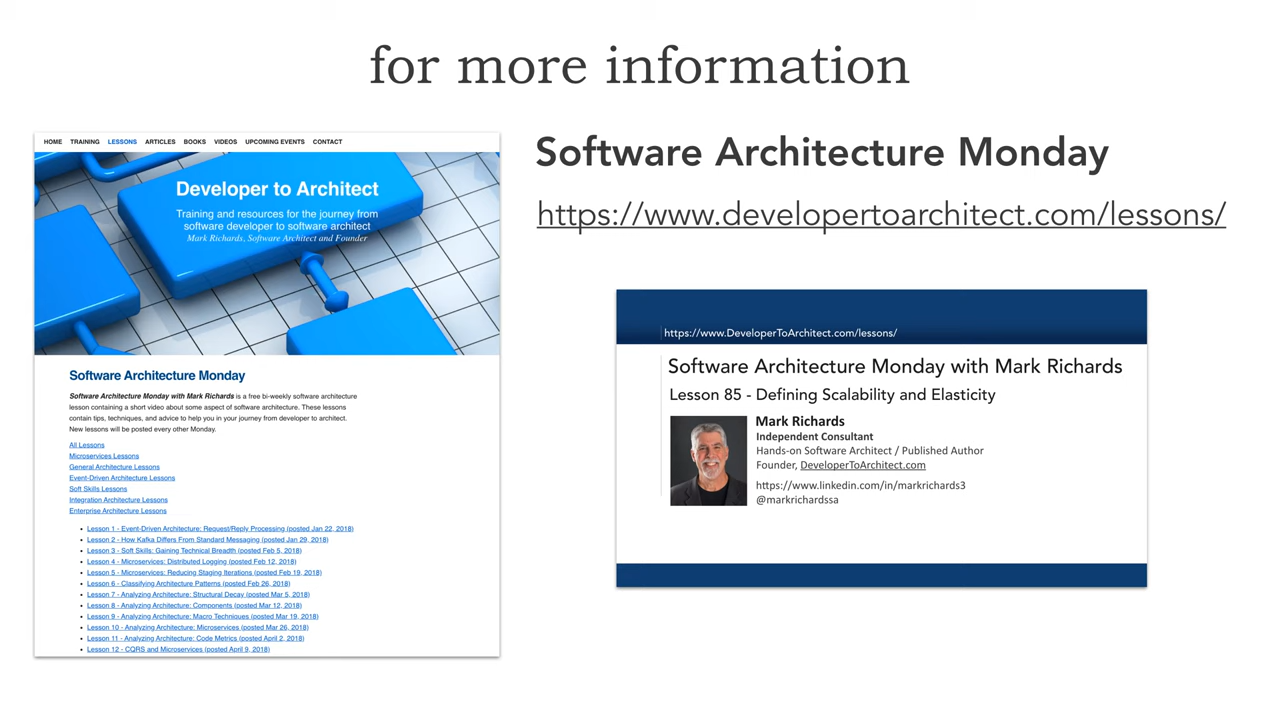 for more information
HOME TRAINING LESSONS ARTICLES BOOKS VIDEOS UPCOMING EVENTS CONTACT
Developer to Architect
Training and resources for the journey from
software developer to software architect
Mark Richards, Software Architect and Founder
Software Architecture Monday
Software Architecture Monday with Mark Richards is a free bi-weekly software architecture
lesson containing a short video about some aspect of software architecture. These lessons
contain tips, techniques, and advice to help you in your journey from developer to architect.
New lessons will be posted every other Monday.
All Lessons
Microservices Lessons
General Architecture Lessons
Event-Driven Architecture Lessons
Soft Skills Lessons
Integration Architecture Lessons
Enterprise Architecture Lessons
• Lesson 1 - Event-Driven Architecture: Request/Reply Processing (posted Jan 22, 2018)
• Lesson 2 - How Kafka Differs From Standard Messaging (posted Jan 29, 2018)
• Lesson 3 - Soft Skills: Gaining Technical Breadth (posted Feb 5, 2018)
• Lesson 4 - Microservices: Distributed Logging (posted Feb 12, 2018)
• Lesson 5 - Microservices: Reducing Staging Iterations (posted Feb 19, 2018)
• Lesson 6 - Classifying Architecture Patterns (posted Feb 26, 2018)
• Lesson 7 - Analyzing Architecture: Structural Decay (posted Mar 5, 2018)
• Lesson 8 - Analyzing Architecture: Components (posted Mar 12, 2018)
• Lesson 9 - Analyzing Architecture: Macro Techniques (posted Mar 19, 2018)
• Lesson 10 - Analyzing Architecture: Microservices (posted Mar 26, 2018)
• Lesson 11 - Analyzing Architecture: Code Metrics (posted April 2, 2018)
• Lesson 12 - CQRS and Microservices (posted April 9, 2018)
Software Architecture Monday
https://www.developertoarchitect.com/lessons/
https://www.DeveloperToArchitect.com/lessons/
Software Architecture Monday with Mark Richards
Lesson 85 - Defining Scalability and Elasticity
Mark Richards
Independent Consultant
Hands-on Software Architect / Published Author
Founder, DeveloperToArchitect.com
https://www.linkedin.com/in/markrichards3
@markrichardssa